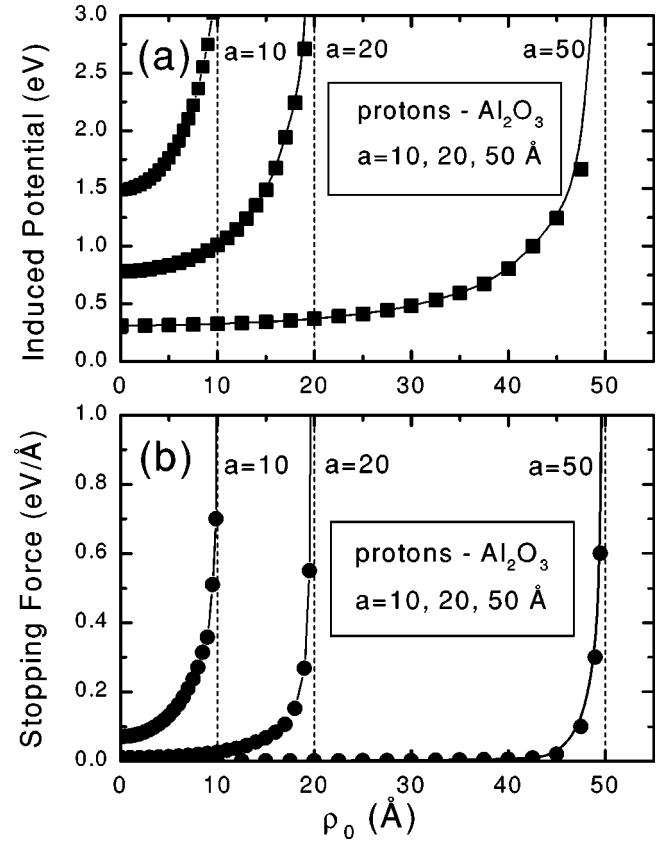 (a)
a=10
a=20
a=50
protons - Al₂O₃
a=10, 20, 50 Å
Induced Potential (eV)
3.0
2.5
2.0
1.5
1.0
0.5
0.0
0 10 20 30 40 50
(b)
a=10
a=20
a=50
protons - Al₂O₃
a=10, 20, 50 Å
Stopping Force (eV/Å)
1.0
0.8
0.6
0.4
0.2
0.0
0 10 20 30 40 50
ρ₀ (Å)